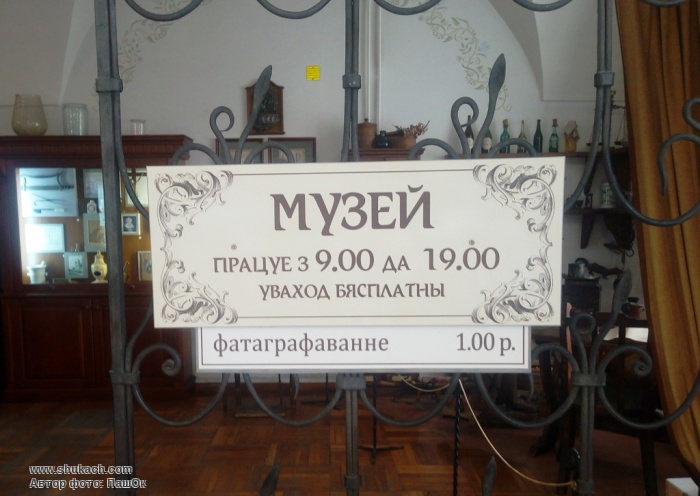 МУЗЕЙ
ПРАЦУЕ З 9.00 ДА 19.00
УВАХОД БЯСПЛАТНЫ
фатаграфаванне 1.00 р.
www.shukach.com
Автор фото: ПашОк